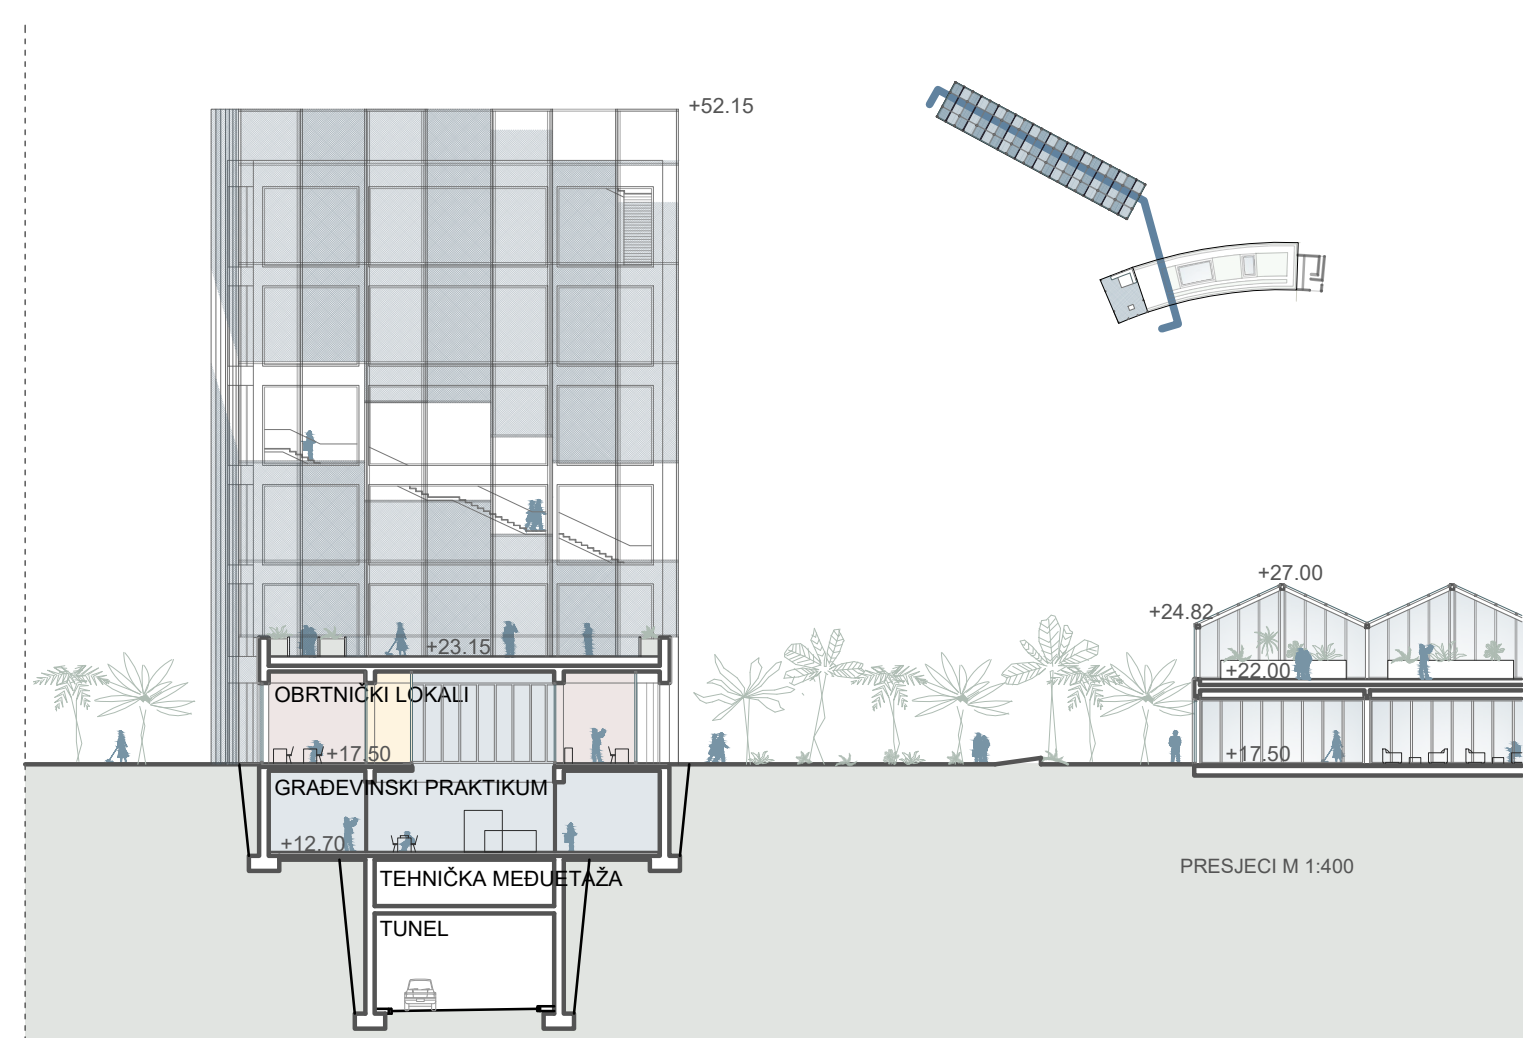 +52.15
+27.00
+24.82
+23.15
+22.00
OBRTNIČKI LOKALI
+17.50
+17.50
GRAĐEVINSKI PRAKTIKUM
+12.70
PRESJECI M 1:400
TEHNIČKA MEĐUETAŽA
TUNEL